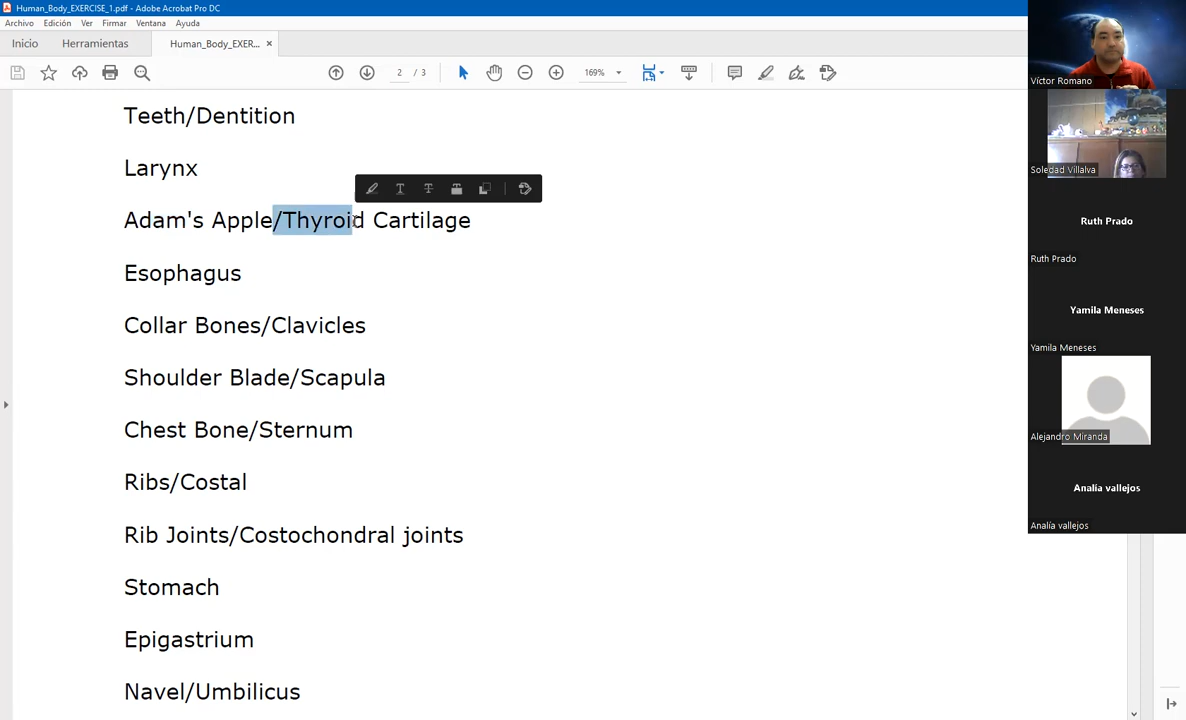 Human_Body_EXERCISE_1.pdf - Adobe Acrobat Pro DC
Archivo Edición Ver Firmar Ventana Ayuda
Inicio Herramientas Human_Body_EXER... ×
2 / 3 169%
Teeth/Dentition
Larynx
Adam's Apple/Thyroid Cartilage
Esophagus
Collar Bones/Clavicles
Shoulder Blade/Scapula
Chest Bone/Sternum
Ribs/Costal
Rib Joints/Costochondral joints
Stomach
Epigastrium
Navel/Umbilicus
Víctor Romano
Soledad Villalva
Ruth Prado
Ruth Prado
Yamila Meneses
Yamila Meneses
Alejandro Miranda
Analía vallejos
Analía vallejos